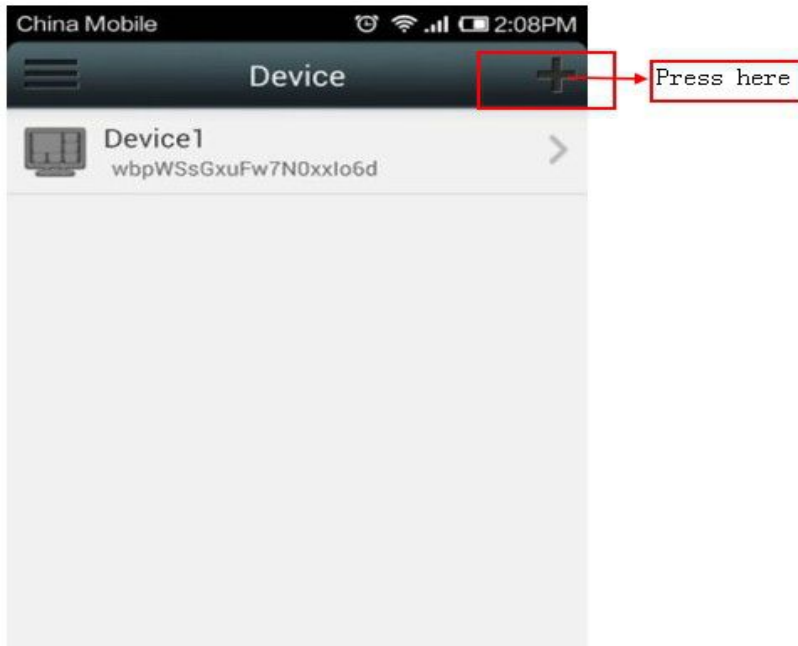 China Mobile 2:08PM
Device
Press here
Device1
wbpWSsGxuFw7N0xxIo6d